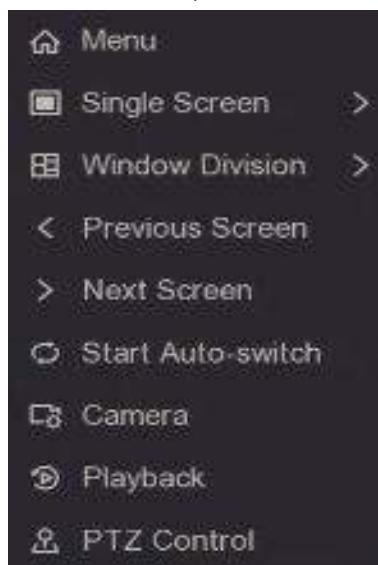 Menu
Single Screen
Window Division
Previous Screen
Next Screen
Start Auto-switch
Camera
Playback
PTZ Control